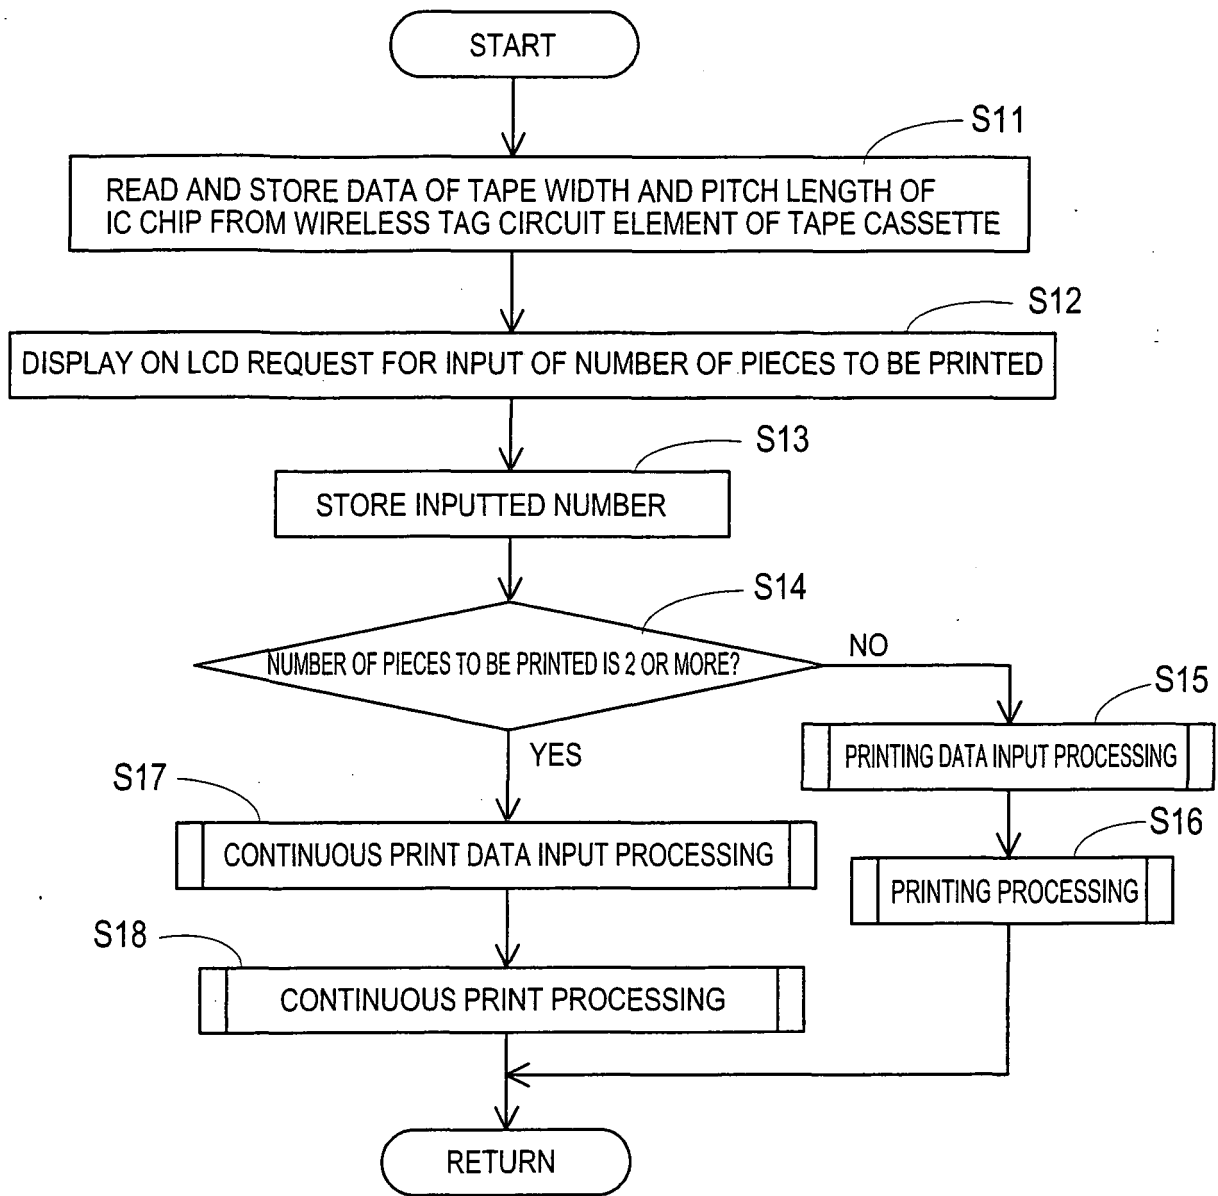 START
S11
READ AND STORE DATA OF TAPE WIDTH AND PITCH LENGTH OF
IC CHIP FROM WIRELESS TAG CIRCUIT ELEMENT OF TAPE CASSETTE
S12
DISPLAY ON LCD REQUEST FOR INPUT OF NUMBER OF PIECES TO BE PRINTED
S13
STORE INPUTTED NUMBER
S14
NUMBER OF PIECES TO BE PRINTED IS 2 OR MORE?
NO
YES
S15
PRINTING DATA INPUT PROCESSING
S16
PRINTING PROCESSING
S17
CONTINUOUS PRINT DATA INPUT PROCESSING
S18
CONTINUOUS PRINT PROCESSING
RETURN